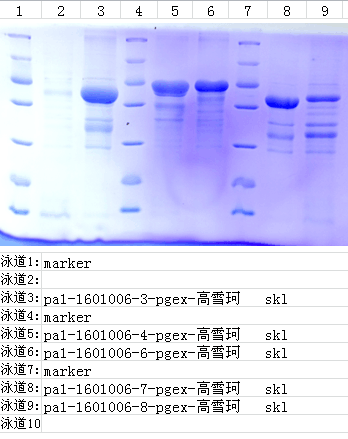 1 2 3 4 5 6 7 8 9
泳道1: marker
泳道2:
泳道3: pa1-1601006-3-pgex-高雪珂 skl
泳道4: marker
泳道5: pa1-1601006-4-pgex-高雪珂 skl
泳道6: pa1-1601006-6-pgex-高雪珂 skl
泳道7: marker
泳道8: pa1-1601006-7-pgex-高雪珂 skl
泳道9: pa1-1601006-8-pgex-高雪珂 skl
泳道10